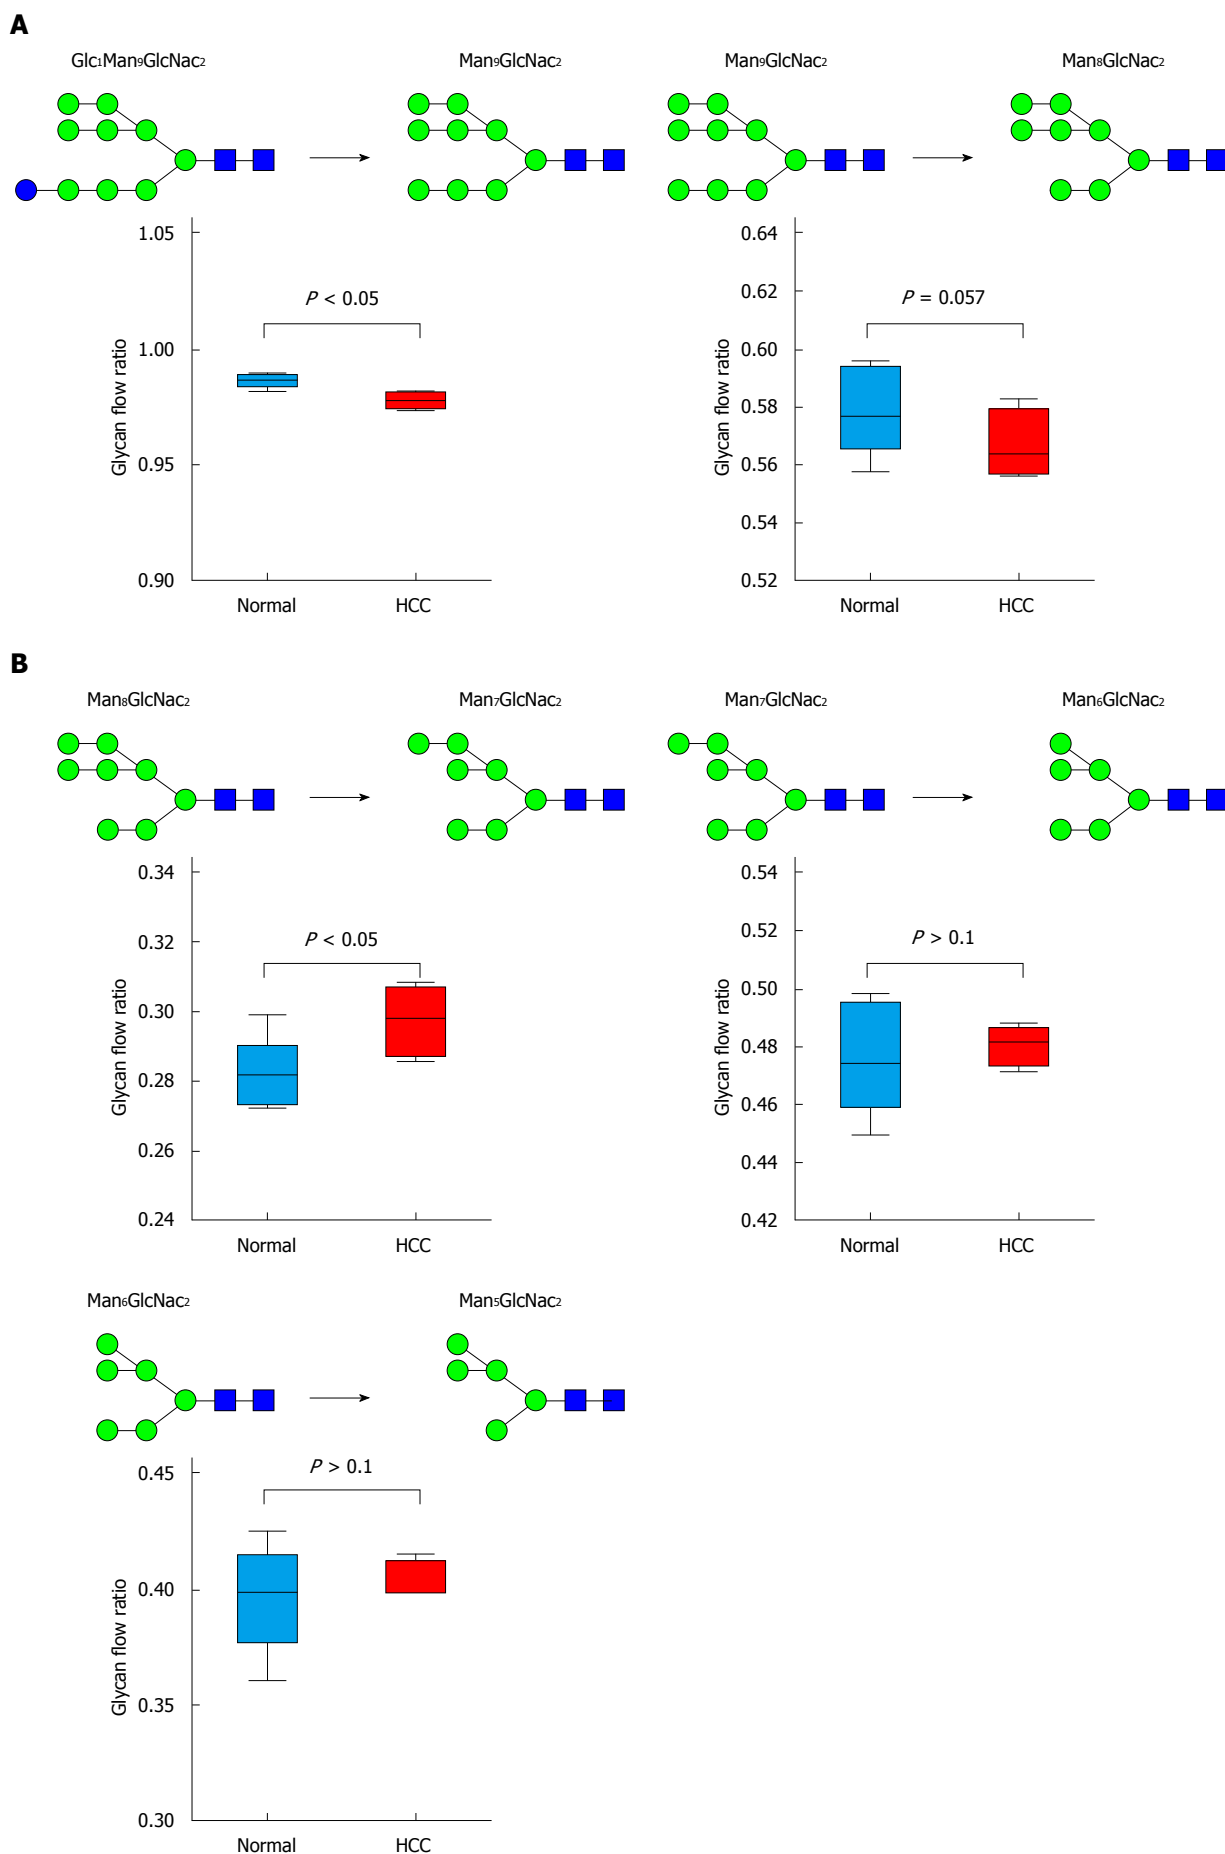 A
Glc₁Man₉GlcNac₂ Man₉GlcNac₂ Man₉GlcNac₂ Man₈GlcNac₂
1.05
1.00
0.95
0.90
Glycan flow ratio
P < 0.05
Normal HCC
0.64
0.62
0.60
0.58
0.56
0.54
0.52
Glycan flow ratio
P = 0.057
Normal HCC
B
Man₈GlcNac₂ Man₇GlcNac₂ Man₇GlcNac₂ Man₆GlcNac₂
0.34
0.32
0.30
0.28
0.26
0.24
Glycan flow ratio
P < 0.05
Normal HCC
0.54
0.52
0.50
0.48
0.46
0.44
0.42
Glycan flow ratio
P > 0.1
Normal HCC
Man₆GlcNac₂ Man₅GlcNac₂
0.45
0.40
0.35
0.30
Glycan flow ratio
P > 0.1
Normal HCC